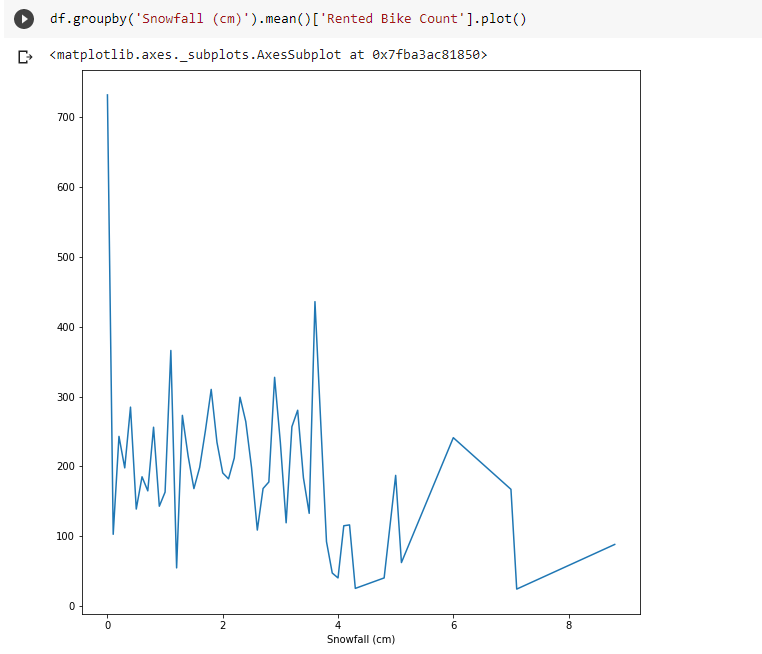 df.groupby('Snowfall (cm)').mean()['Rented Bike Count'].plot()
<matplotlib.axes._subplots.AxesSubplot at 0x7fba3ac81850>
700
600
500
400
300
200
100
0
0 2 4 6 8
Snowfall (cm)